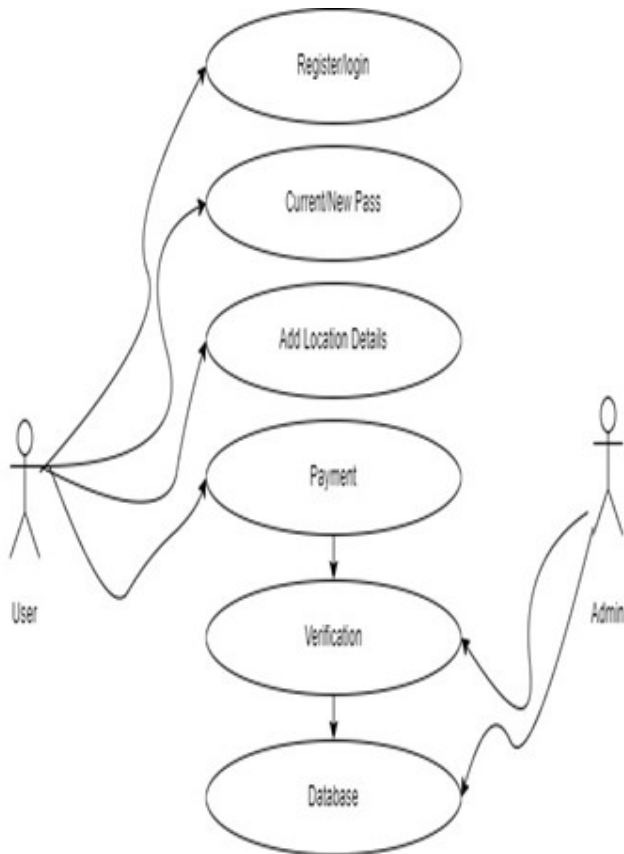 Register/login
Current/New Pass
Add Location Details
Payment
User
Admin
Verification
Database